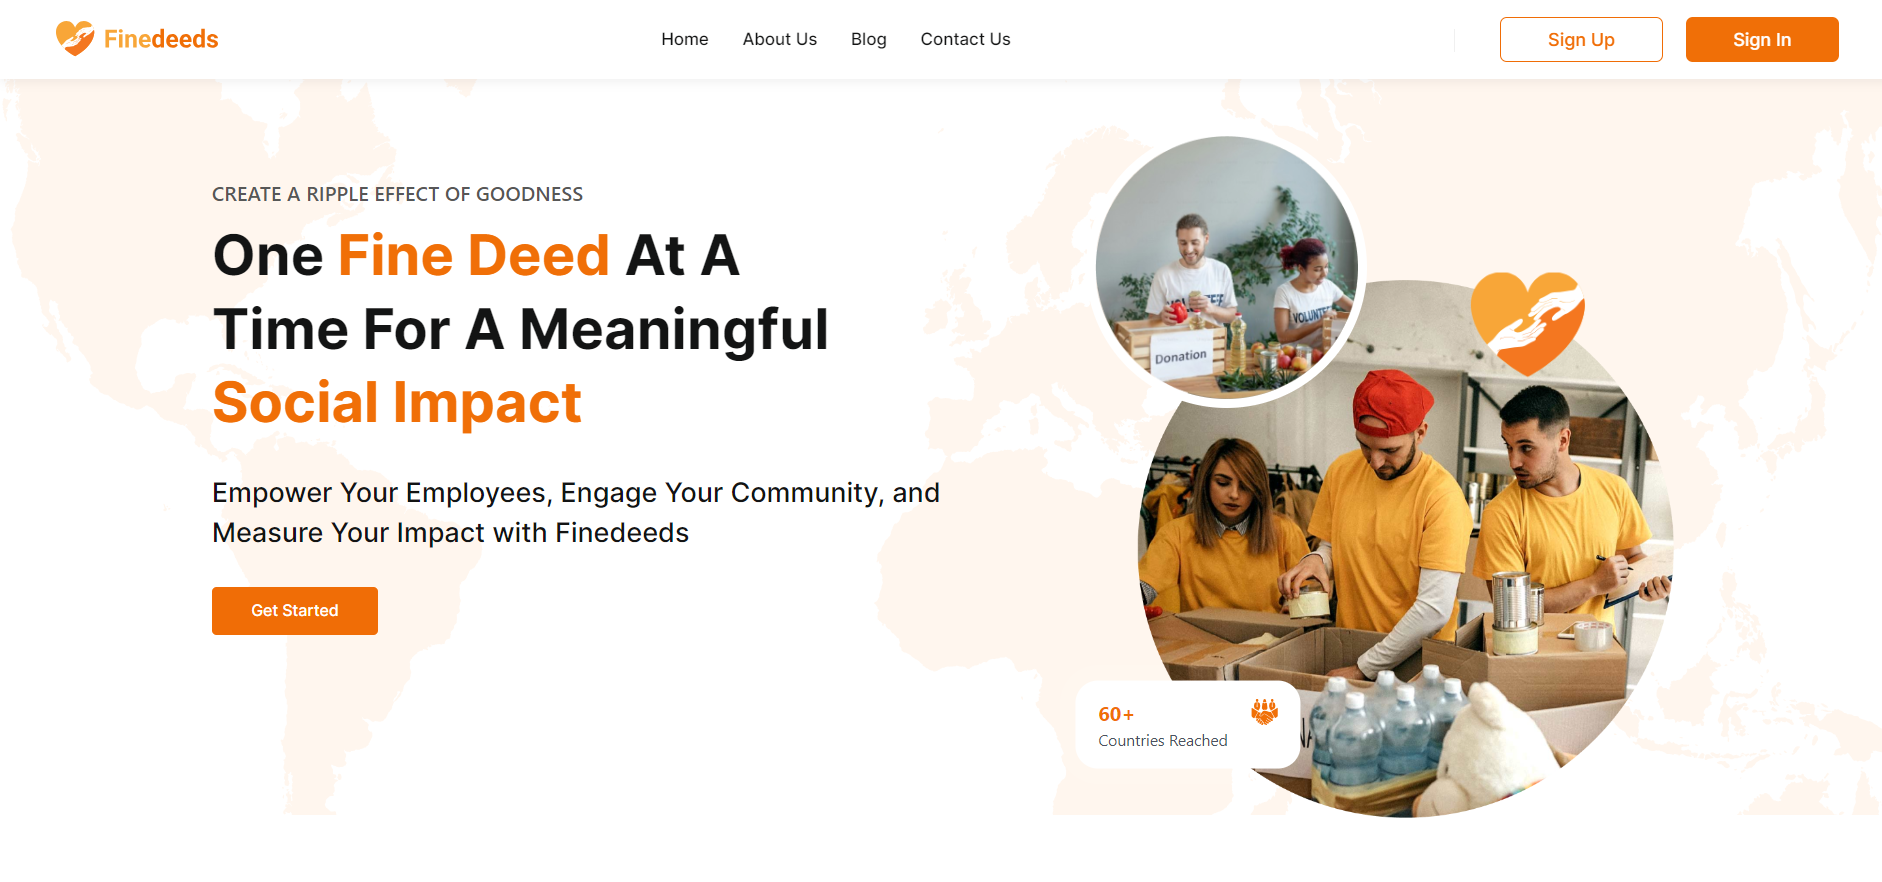 Finedeeds
Home
About Us
Blog
Contact Us
Sign Up
Sign In
CREATE A RIPPLE EFFECT OF GOODNESS
One Fine Deed At A
Time For A Meaningful
Social Impact
Empower Your Employees, Engage Your Community, and
Measure Your Impact with Finedeeds
Get Started
Donation
60+
Countries Reached